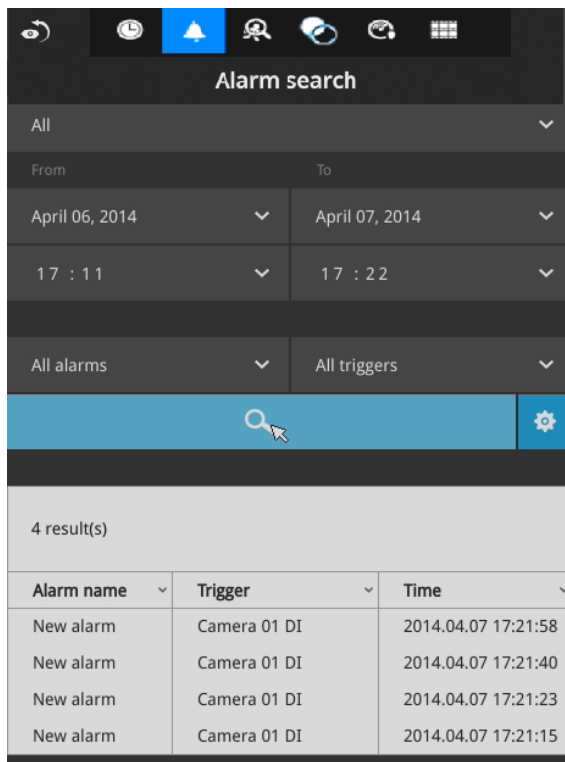 Alarm search
All
From To
April 06, 2014 April 07, 2014
17 : 11 17 : 22
All alarms All triggers
4 result(s)
Alarm name Trigger Time
New alarm Camera 01 DI 2014.04.07 17:21:58
New alarm Camera 01 DI 2014.04.07 17:21:40
New alarm Camera 01 DI 2014.04.07 17:21:23
New alarm Camera 01 DI 2014.04.07 17:21:15